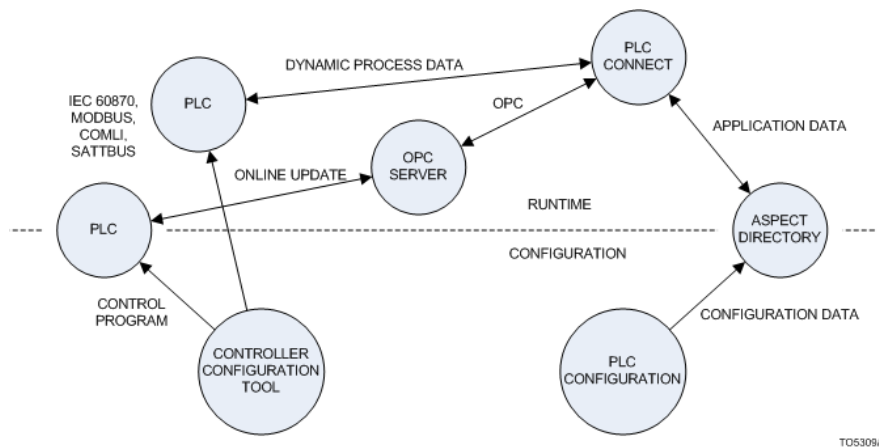 PLC
CONNECT
DYNAMIC PROCESS DATA
PLC
IEC 60870,
MODBUS,
COMLI,
SATTBUS
OPC
APPLICATION DATA
OPC
SERVER
ONLINE UPDATE
RUNTIME
PLC
ASPECT
DIRECTORY
CONFIGURATION
CONTROL
PROGRAM
CONFIGURATION DATA
CONTROLLER
CONFIGURATION
TOOL
PLC
CONFIGURATION